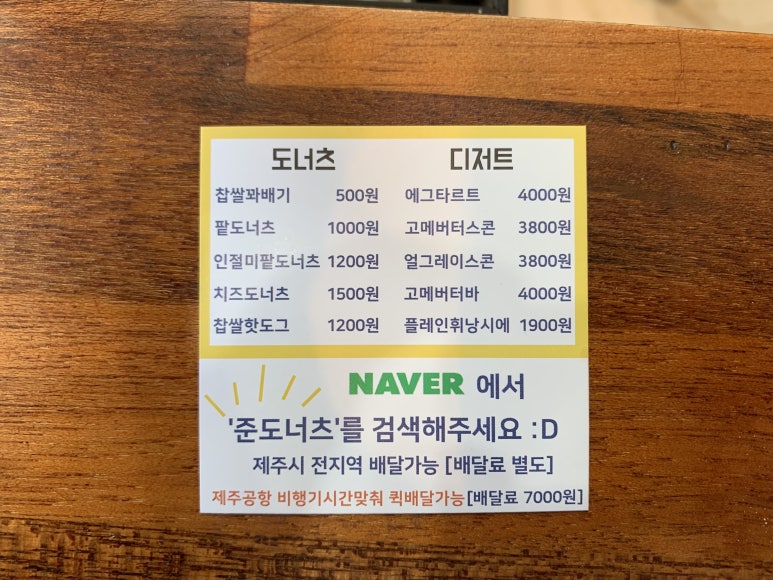 도너츠 디저트
찹쌀꽈배기 500원 에그타르트 4000원
팥도너츠 1000원 고메버터스콘 3800원
인절미팥도너츠 1200원 얼그레이스콘 3800원
치즈도너츠 1500원 고메버터바 4000원
찹쌀핫도그 1200원 플레인휘낭시에 1900원
NAVER 에서
'준도너츠'를 검색해주세요 :D
제주시 전지역 배달가능 [배달료 별도]
제주공항 비행기시간맞춰 퀵배달가능[배달료 7000원]